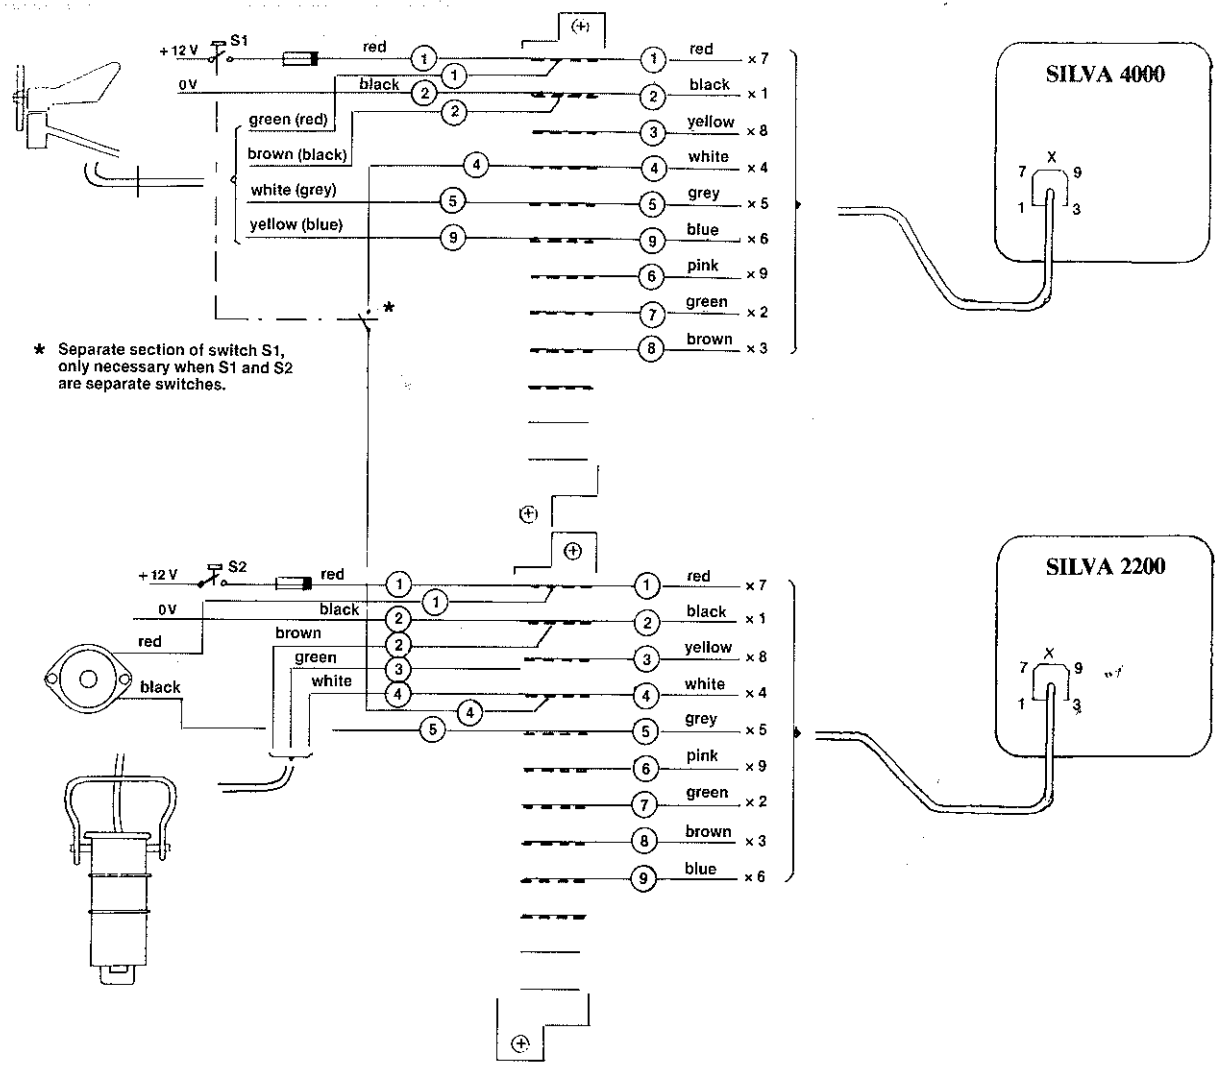 (+)
S1
+12 V
red
1
1
red
x 7
1
0V
black
2
2
black
x 1
2
green (red)
3
yellow
x 8
brown (black)
4
4
white
x 4
white (grey)
5
5
grey
x 5
yellow (blue)
9
9
blue
x 6
6
pink
x 9
7
green
x 2
*
8
brown
x 3
* Separate section of switch S1,
only necessary when S1 and S2
are separate switches.
SILVA 4000
X
7
9
1
3
(+)
(+)
S2
+12 V
red
1
1
red
x 7
1
0V
black
2
2
black
x 1
red
brown
2
green
3
3
yellow
x 8
black
white
4
4
white
x 4
4
5
5
grey
x 5
6
pink
x 9
7
green
x 2
8
brown
x 3
9
blue
x 6
SILVA 2200
X
7
9
1
3
(+)